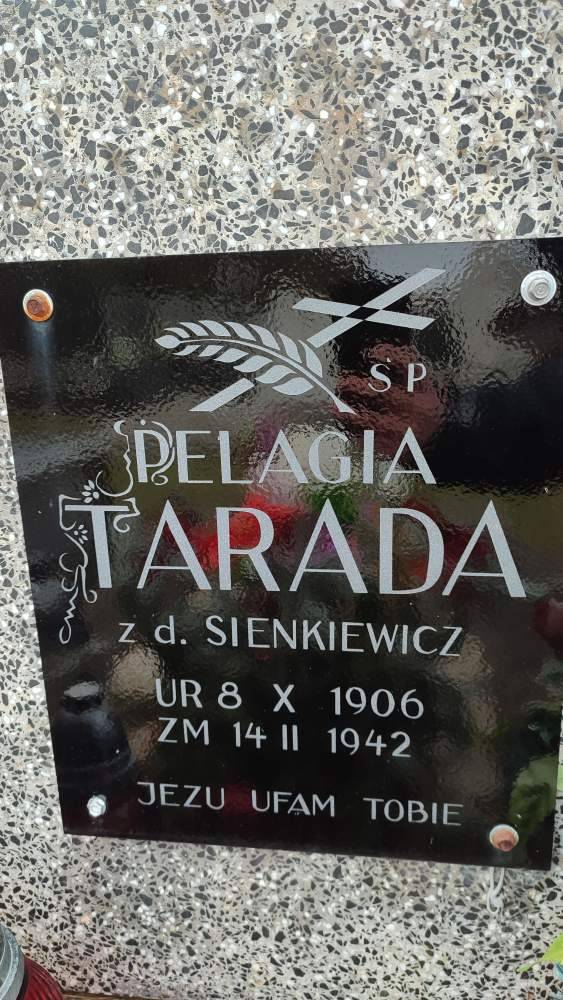 ŚP
PELAGIA
TARADA
z d. SIENKIEWICZ
UR 8 X 1906
ZM 14 II 1942
JEZU UFAM TOBIE